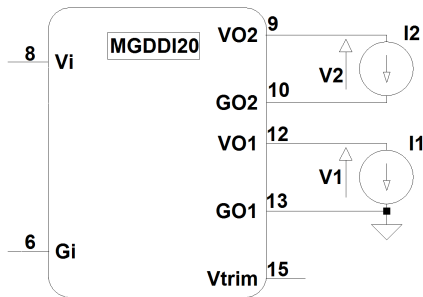 MGDDI20
8 Vi
6 Gi
VO2 9
V2
I2
GO2 10
VO1 12
V1
I1
GO1 13
Vtrim 15